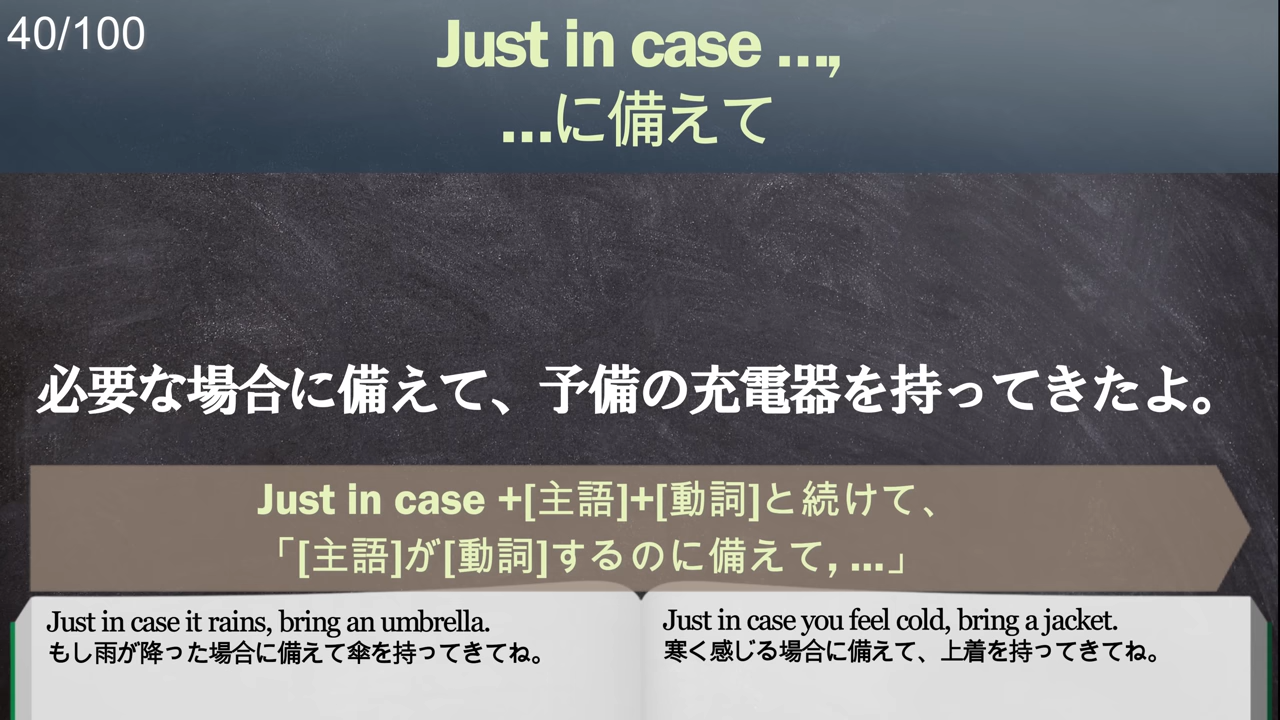 40/100
Just in case …,
…に備えて
必要な場合に備えて、予備の充電器を持ってきたよ。
Just in case +[主語]+[動詞]と続けて、
「[主語]が[動詞]するのに備えて, …」
Just in case it rains, bring an umbrella.
もし雨が降った場合に備えて傘を持ってきてね。
Just in case you feel cold, bring a jacket.
寒く感じる場合に備えて、上着を持ってきてね。